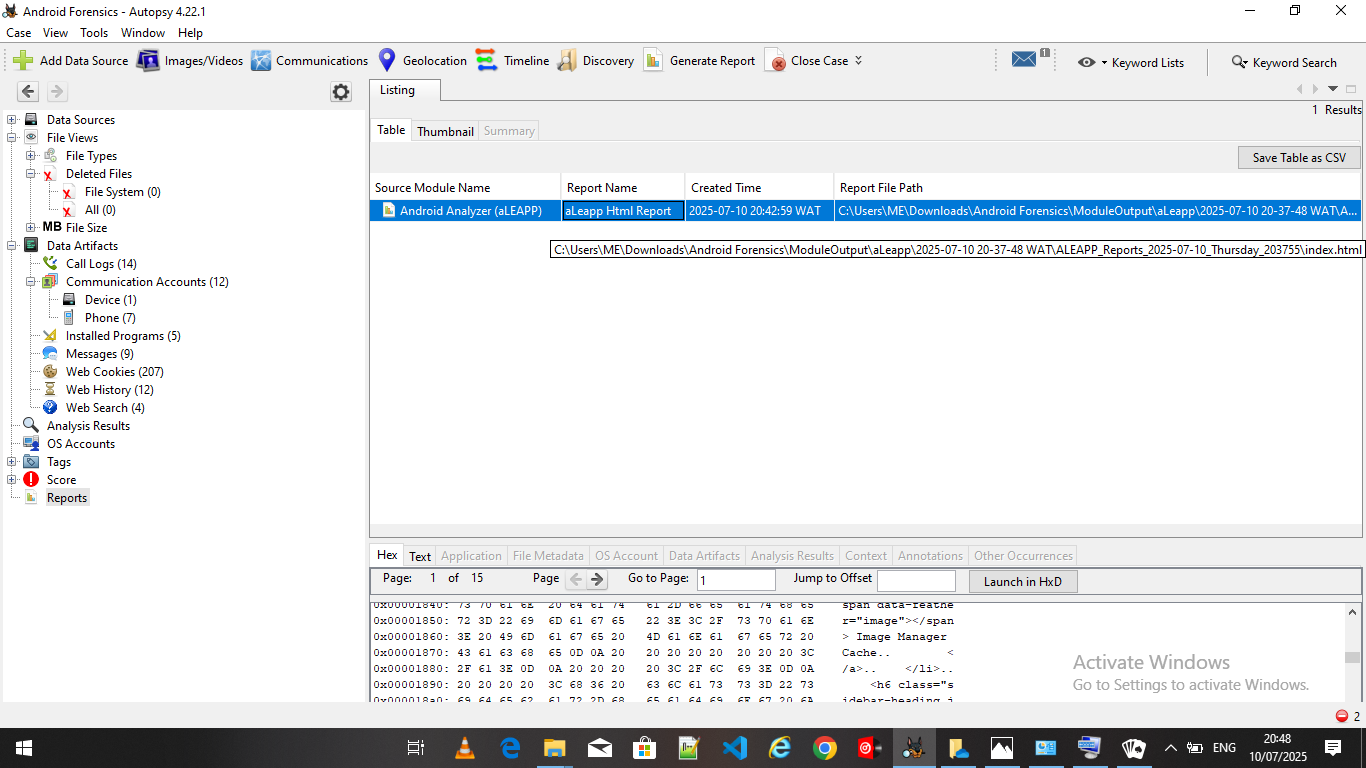 Android Forensics - Autopsy 4.22.1
Case View Tools Window Help
Add Data Source Images/Videos Communications Geolocation Timeline Discovery Generate Report Close Case 1 Keyword Lists Keyword Search
Listing
1 Results
Table Thumbnail Summary
Save Table as CSV
Source Module Name Report Name Created Time Report File Path
Android Analyzer (aLEAPP) aLeapp Html Report 2025-07-10 20:42:59 WAT C:\Users\ME\Downloads\Android Forensics\ModuleOutput\aLeapp\2025-07-10 20-37-48 WAT\A...
C:\Users\ME\Downloads\Android Forensics\ModuleOutput\aLeapp\2025-07-10 20-37-48 WAT\ALEAPP_Reports_2025-07-10_Thursday_203755\index.html
Data Sources
File Views
File Types
Deleted Files
File System (0)
All (0)
MB File Size
Data Artifacts
Call Logs (14)
Communication Accounts (12)
Device (1)
Phone (7)
Installed Programs (5)
Messages (9)
Web Cookies (207)
Web History (12)
Web Search (4)
Analysis Results
OS Accounts
Tags
Score
Reports
Hex Text Application File Metadata OS Account Data Artifacts Analysis Results Context Annotations Other Occurrences
Page: 1 of 15 Page Go to Page: 1 Jump to Offset Launch in HxD
0x00001840: 73 70 61 6E 20 64 61 74 61 2D 66 65 61 74 68 65 span data-feathe
0x00001850: 72 3D 22 69 6D 61 67 65 22 3E 3C 2F 73 70 61 6E r="image"></span
0x00001860: 3E 20 49 6D 61 67 65 20 4D 61 6E 61 67 65 72 20 > Image Manager
0x00001870: 43 61 63 68 65 0D 0A 20 20 20 20 20 20 20 20 3C Cache.. <
0x00001880: 2F 61 3E 0D 0A 20 20 20 20 3C 2F 6C 69 3E 0D 0A /a>.. </li>..
0x00001890: 20 20 20 20 3C 68 36 20 63 6C 61 73 73 3D 22 73 <h6 class="s
0x000018a0: 69 64 65 62 61 72 2D 68 65 61 64 69 6E 67 20 6A idebar-heading j
Activate Windows
Go to Settings to activate Windows.
2
ENG 20:48
10/07/2025